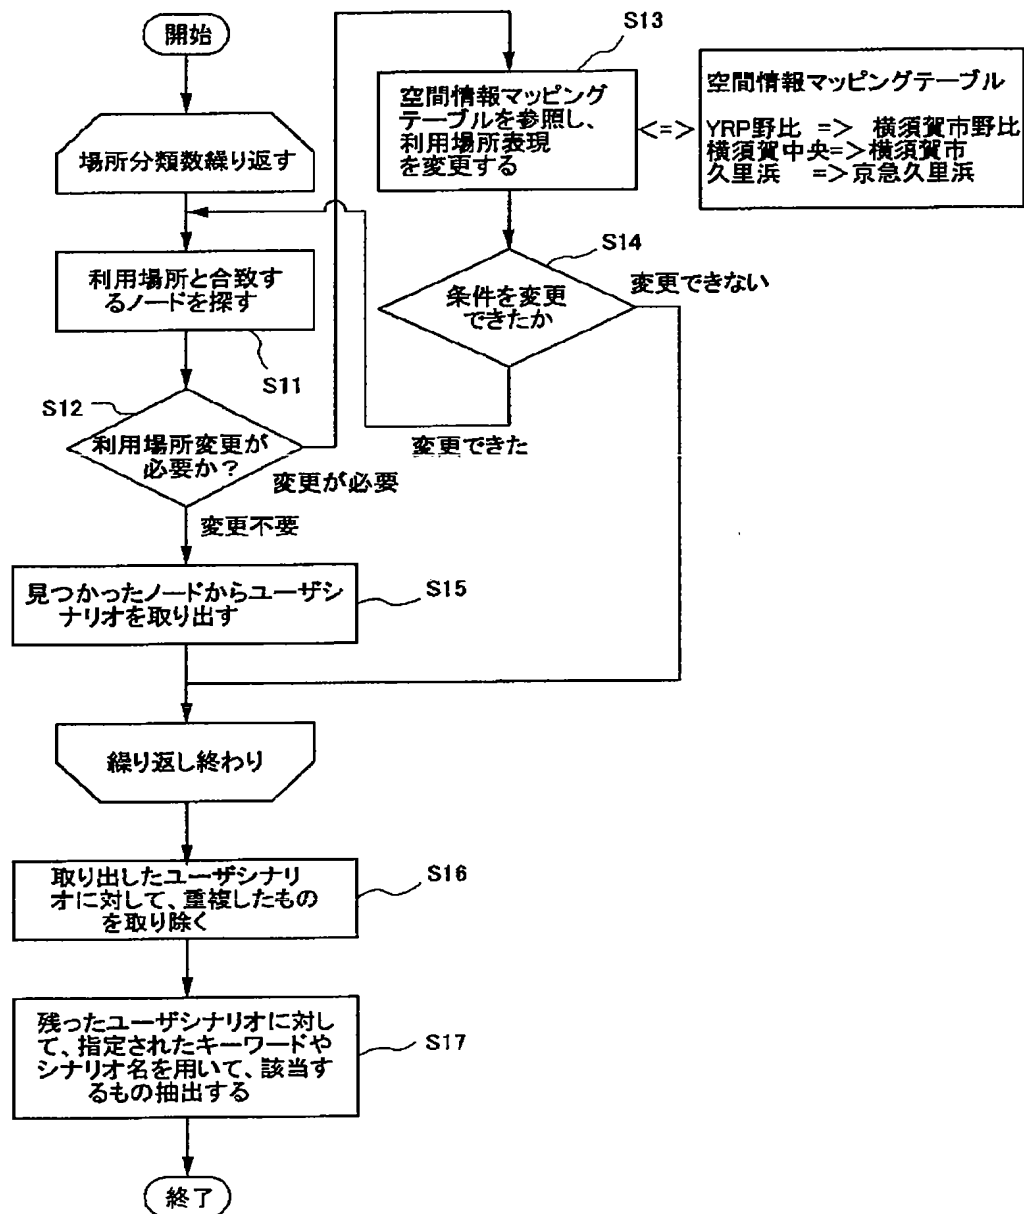 開始
場所分類数繰り返す
利用場所と合致す
るノードを探す
S11
S12
利用場所変更が
必要か？
変更が必要
変更不要
S13
空間情報マッピング
テーブルを参照し、
利用場所表現
を変更する
<=>
空間情報マッピングテーブル
YRP野比 => 横須賀市野比
横須賀中央=>横須賀市
久里浜 =>京急久里浜
S14
条件を変更
できたか
変更できない
変更できた
見つかったノードからユーザシ
ナリオを取り出す
S15
繰り返し終わり
取り出したユーザシナリ
オに対して、重複したもの
を取り除く
S16
残ったユーザシナリオに対し
て、指定されたキーワードや
シナリオ名を用いて、該当す
るもの抽出する
S17
終了